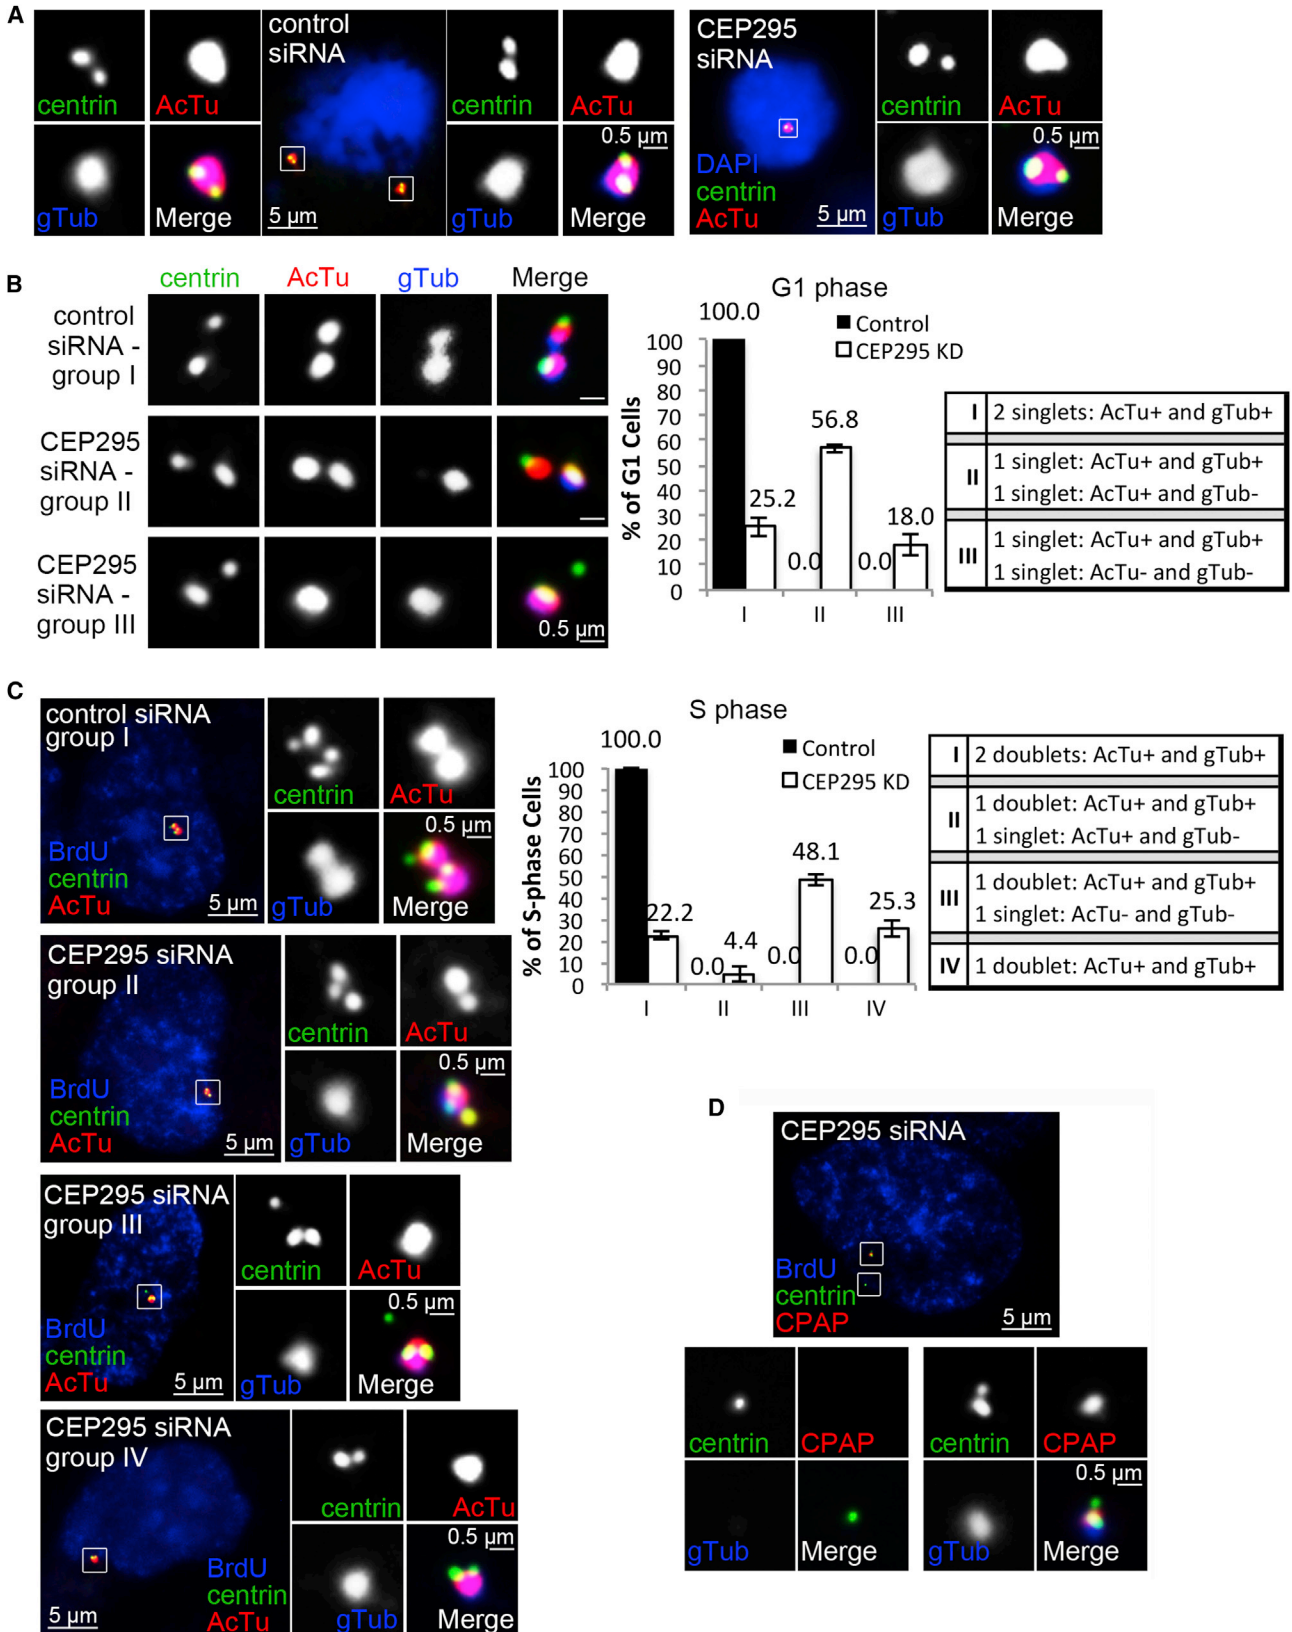 A
centrin
AcTu
gTub
Merge
control
siRNA
5 µm
centrin
AcTu
gTub
0.5 µm
Merge
CEP295
siRNA
DAPI
centrin
AcTu
5 µm
centrin
AcTu
gTub
0.5 µm
Merge
B
centrin AcTu gTub Merge
control
siRNA -
group I
CEP295
siRNA -
group II
CEP295
siRNA -
group III
0.5 µm
G1 phase
Control
CEP295 KD
% of G1 Cells
100
90
80
70
60
50
40
30
20
10
0
100.0
25.2
0.0
56.8
0.0
18.0
I II III
I 2 singlets: AcTu+ and gTub+
II 1 singlet: AcTu+ and gTub+
1 singlet: AcTu+ and gTub-
III 1 singlet: AcTu+ and gTub+
1 singlet: AcTu- and gTub-
C
control siRNA
group I
BrdU
centrin
AcTu
5 µm
centrin
AcTu
gTub
0.5 µm
Merge
CEP295 siRNA
group II
BrdU
centrin
AcTu
5 µm
centrin
AcTu
gTub
0.5 µm
Merge
CEP295 siRNA
group III
BrdU
centrin
AcTu
5 µm
centrin
AcTu
gTub
0.5 µm
Merge
CEP295 siRNA
group IV
BrdU
centrin
AcTu
5 µm
centrin
AcTu
gTub
0.5 µm
Merge
S phase
Control
CEP295 KD
% of S-phase Cells
100
90
80
70
60
50
40
30
20
10
0
100.0
22.2
0.0
4.4
0.0
48.1
0.0
25.3
I II III IV
I 2 doublets: AcTu+ and gTub+
II 1 doublet: AcTu+ and gTub+
1 singlet: AcTu+ and gTub-
III 1 doublet: AcTu+ and gTub+
1 singlet: AcTu- and gTub-
IV 1 doublet: AcTu+ and gTub+
D
CEP295 siRNA
BrdU
centrin
CPAP
5 µm
centrin
CPAP
gTub
Merge
centrin
CPAP
gTub
0.5 µm
Merge